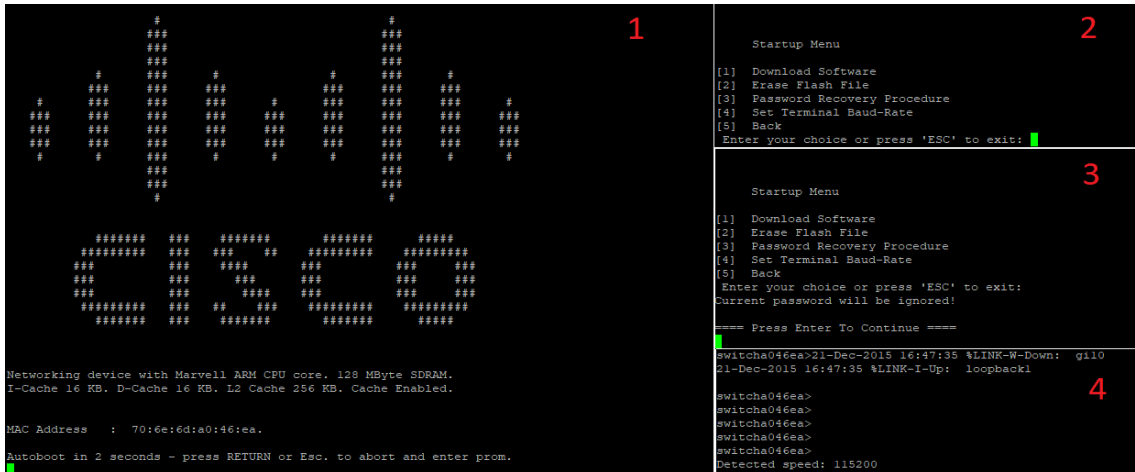 1
CISCO
Networking device with Marvell ARM CPU core. 128 MByte SDRAM.
I-Cache 16 KB. D-Cache 16 KB. L2 Cache 256 KB. Cache Enabled.
MAC Address   :  70:6e:6d:a0:46:ea.
Autoboot in 2 seconds - press RETURN or Esc. to abort and enter prom.
2
Startup Menu
[1]  Download Software
[2]  Erase Flash File
[3]  Password Recovery Procedure
[4]  Set Terminal Baud-Rate
[5]  Back
Enter your choice or press 'ESC' to exit:
3
Startup Menu
[1]  Download Software
[2]  Erase Flash File
[3]  Password Recovery Procedure
[4]  Set Terminal Baud-Rate
[5]  Back
Enter your choice or press 'ESC' to exit:
Current password will be ignored!
==== Press Enter To Continue ====
switcha046ea>21-Dec-2015 16:47:35 %LINK-W-Down:  gi10
21-Dec-2015 16:47:35 %LINK-I-Up:  loopback1
4
switcha046ea>
switcha046ea>
switcha046ea>
switcha046ea>
switcha046ea>
Detected speed: 115200